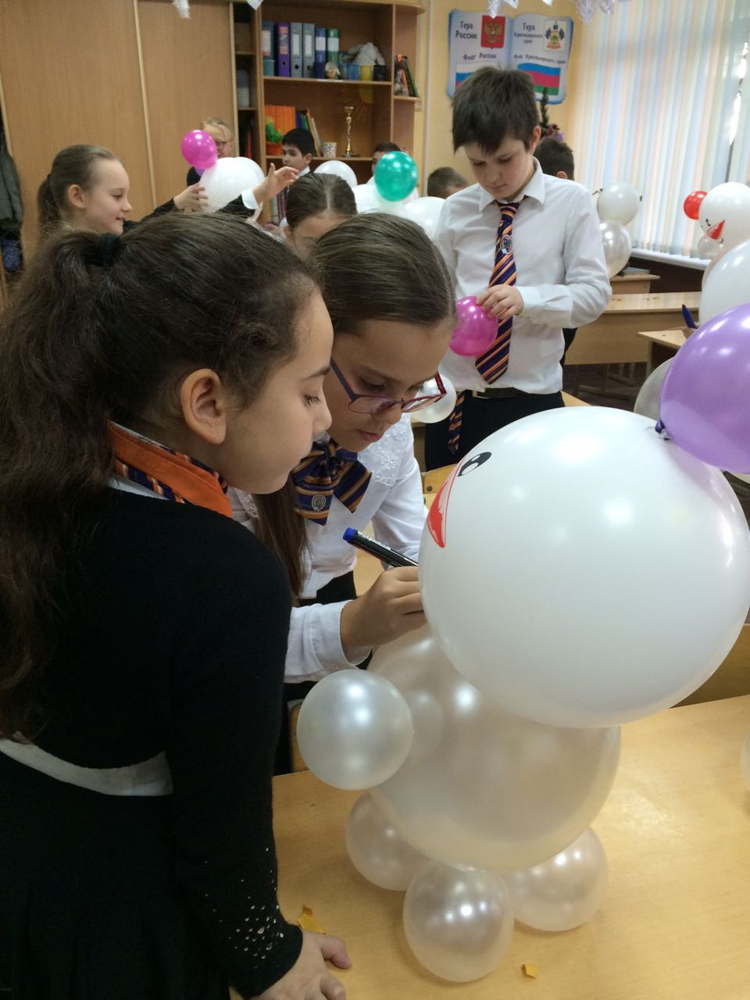 Герб
России
Герб
Краснодарского
края
Флаг России
Флаг Краснодарского края